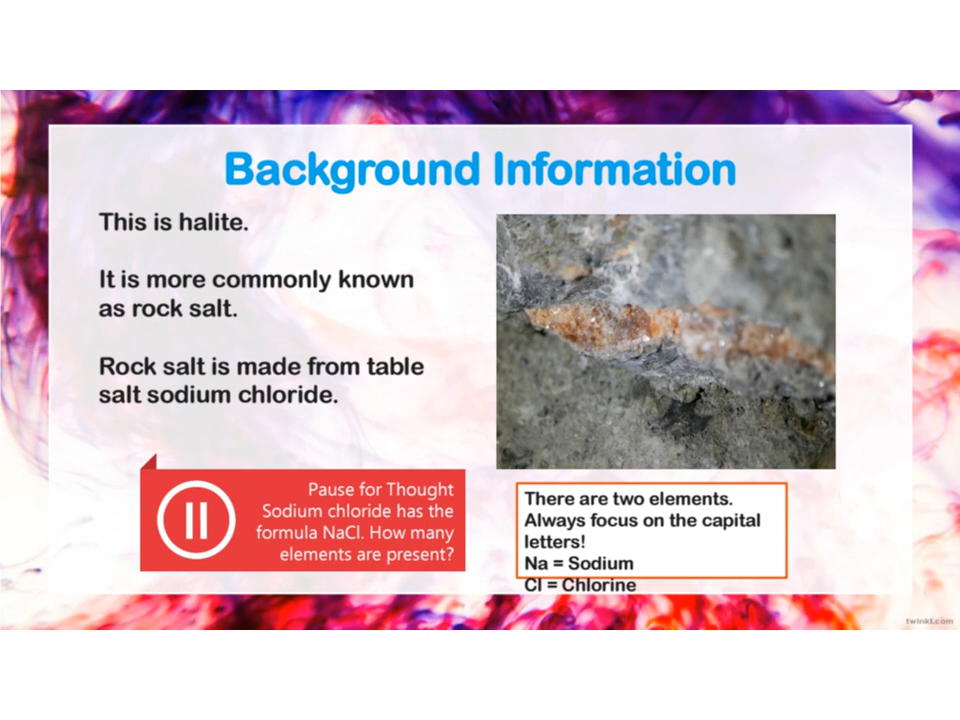 Background Information
This is halite.
It is more commonly known
as rock salt.
Rock salt is made from table
salt sodium chloride.
Pause for Thought
Sodium chloride has the
formula NaCl. How many
elements are present?
There are two elements.
Always focus on the capital
letters!
Na = Sodium
Cl = Chlorine
twinkl.com